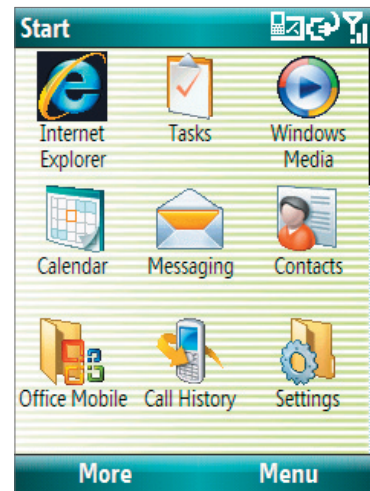 Start
Internet Explorer
Tasks
Windows Media
Calendar
Messaging
Contacts
Office Mobile
Call History
Settings
More
Menu